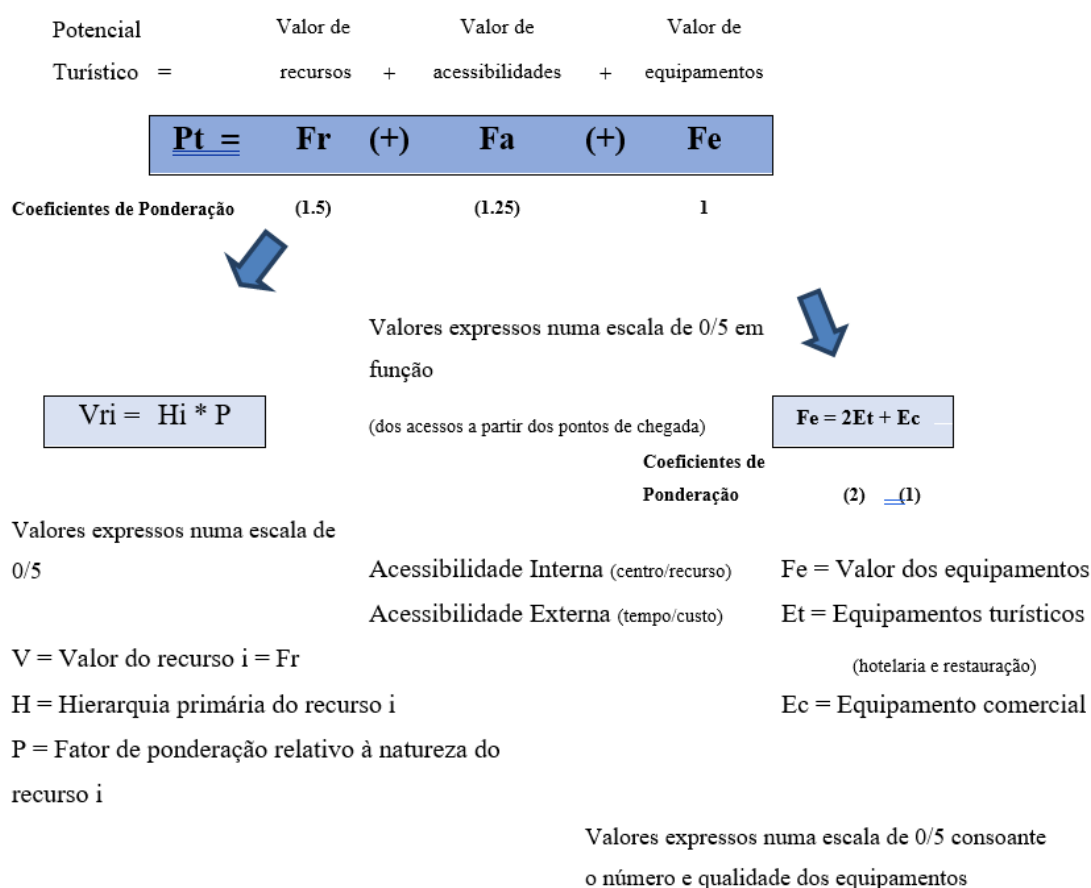 Potencial Valor de Valor de Valor de
Turístico = recursos + acessibilidades + equipamentos
Pt = Fr (+) Fa (+) Fe
Coeficientes de Ponderação (1.5) (1.25) 1
Valores expressos numa escala de 0/5 em
função
(dos acessos a partir dos pontos de chegada)
Vri = Hi * P
Fe = 2Et + Ec
Coeficientes de
Ponderação (2) (1)
Valores expressos numa escala de
0/5
Acessibilidade Interna (centro/recurso)
Acessibilidade Externa (tempo/custo)
Fe = Valor dos equipamentos
Et = Equipamentos turísticos
(hotelaria e restauração)
Ec = Equipamento comercial
V = Valor do recurso i = Fr
H = Hierarquia primária do recurso i
P = Fator de ponderação relativo à natureza do
recurso i
Valores expressos numa escala de 0/5 consoante
o número e qualidade dos equipamentos